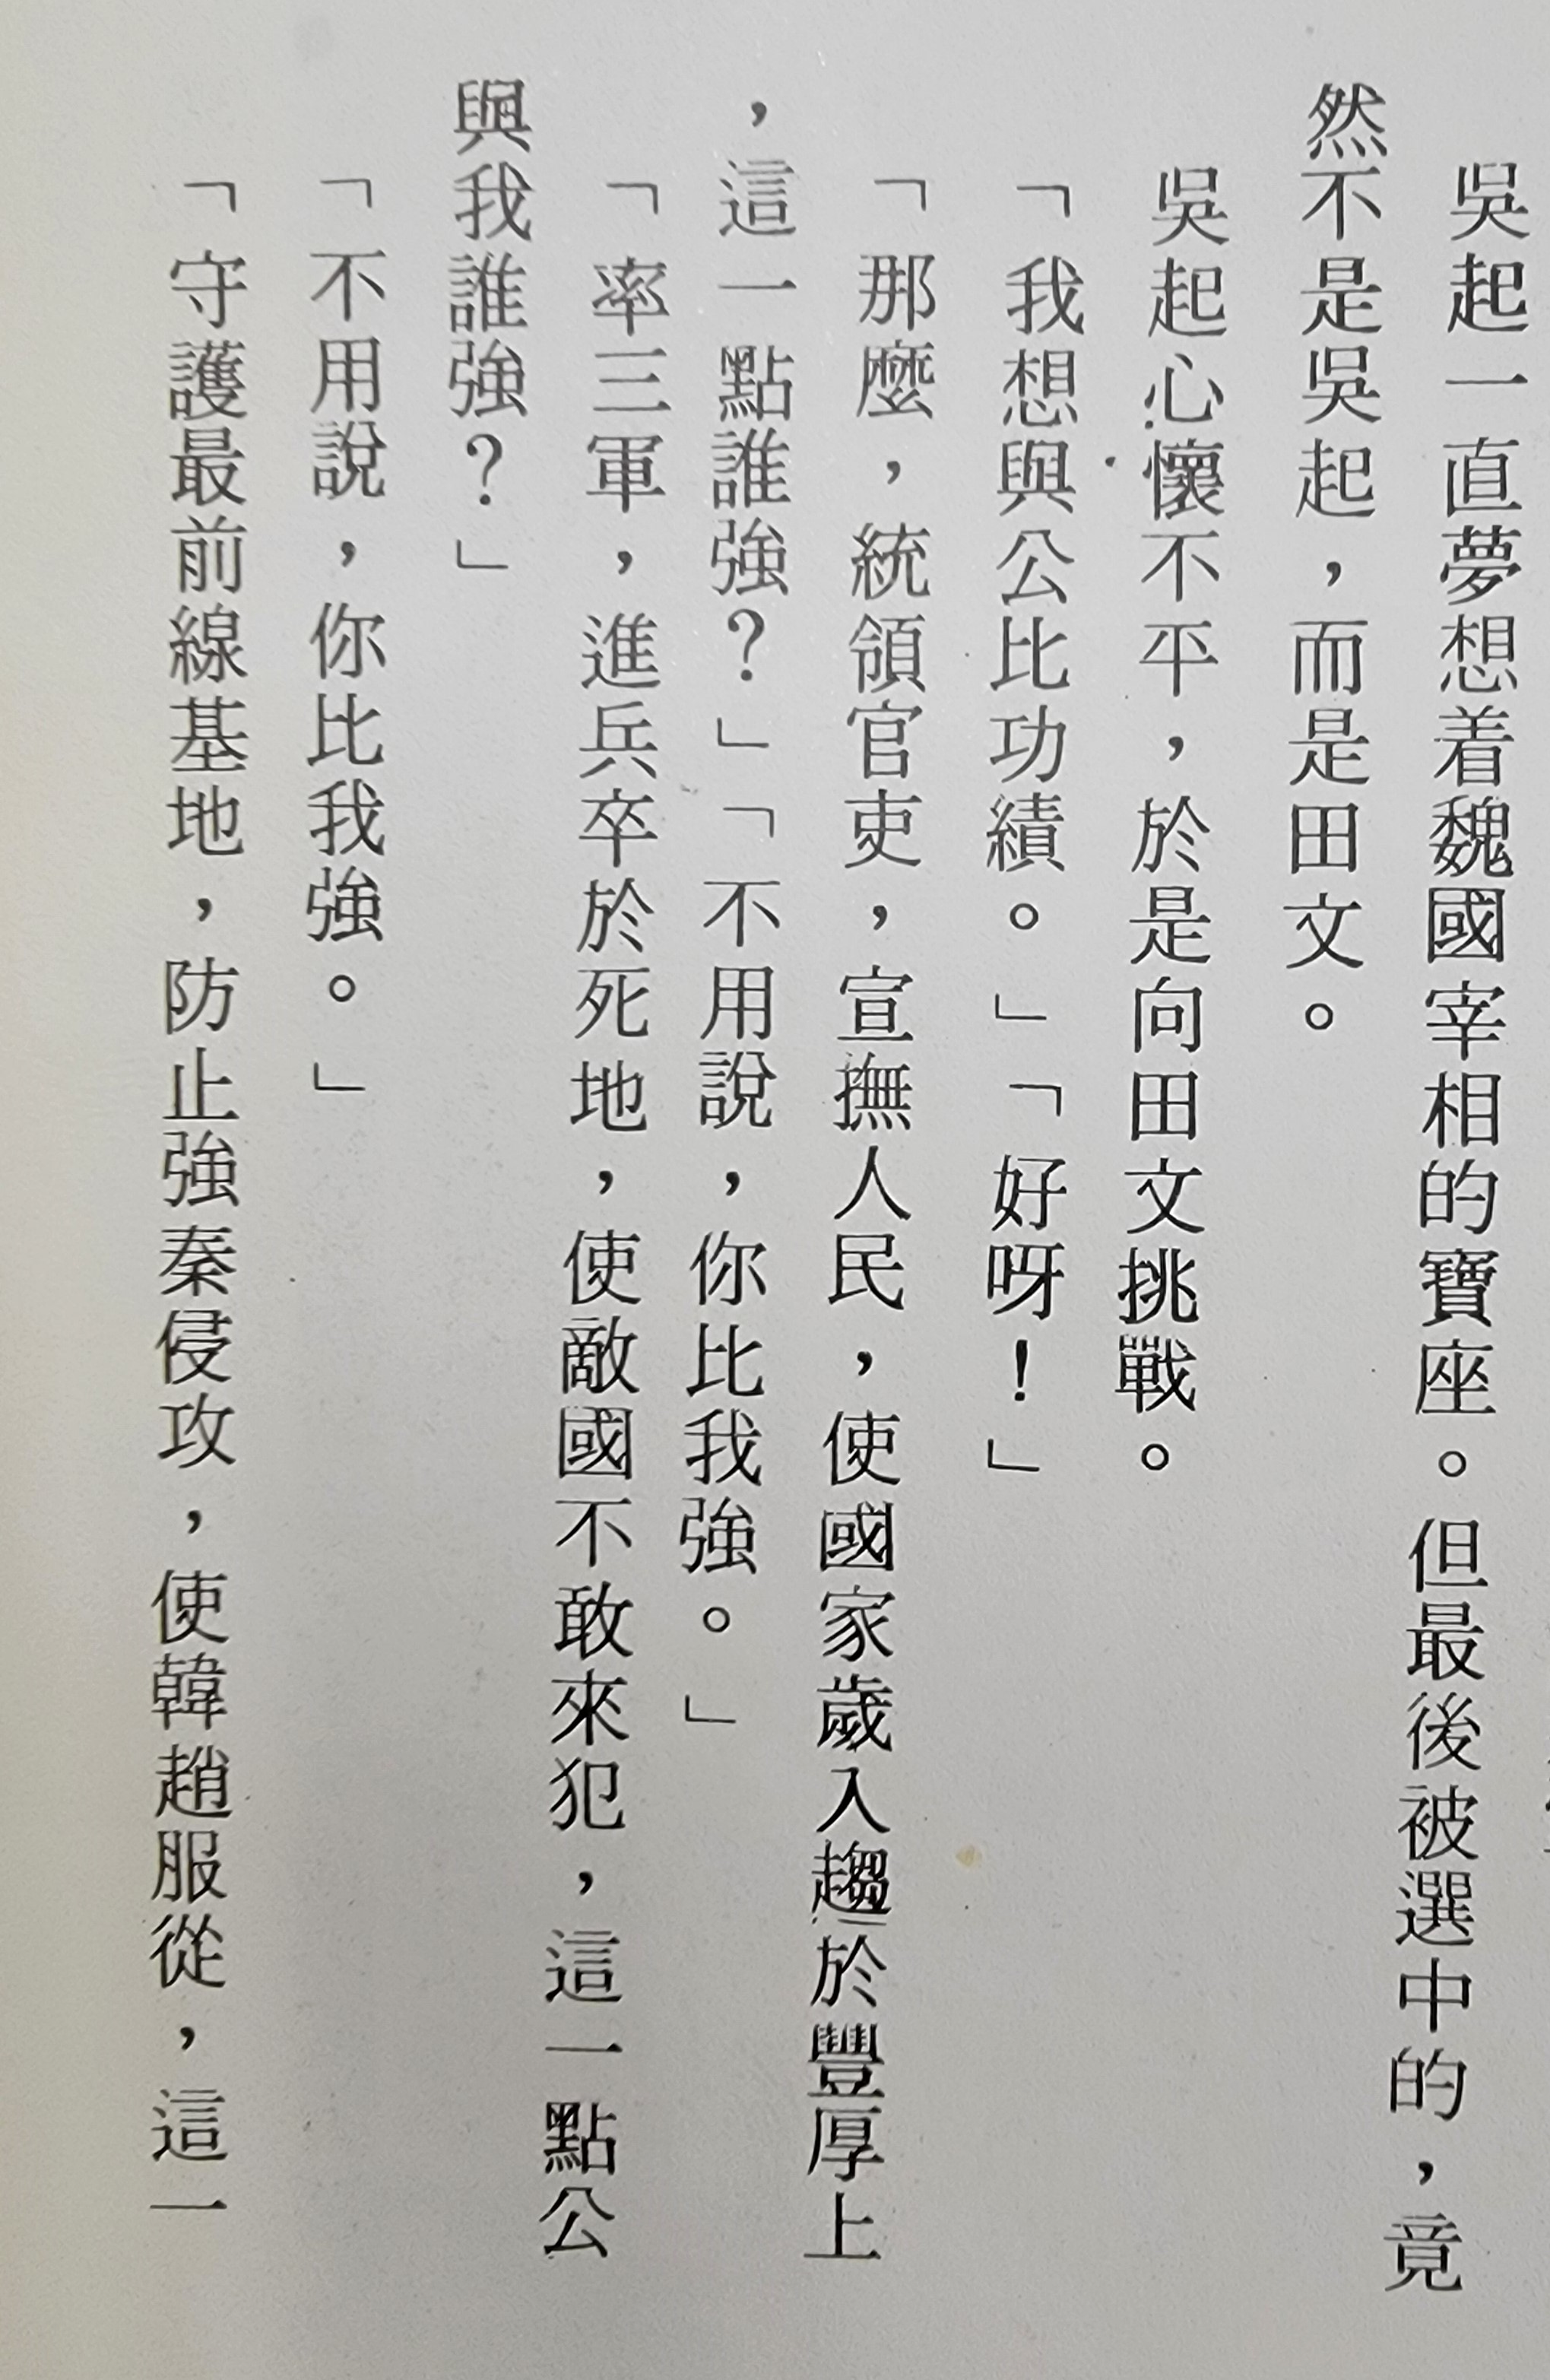 吳起一直夢想着魏國宰相的寶座。但最後被選中的，竟
然不是吳起，而是田文。
吳起心懷不平，於是向田文挑戰。
「我想與公比功績。」「好呀！」
「那麼，統領官吏，宣撫人民，使國家歲入趨於豐厚上
，這一點誰強？」「不用說，你比我強。」
「率三軍，進兵卒於死地，使敵國不敢來犯，這一點公
與我誰強？」
「不用說，你比我強。」
「守護最前線基地，防止強秦侵攻，使韓趙服從，這一